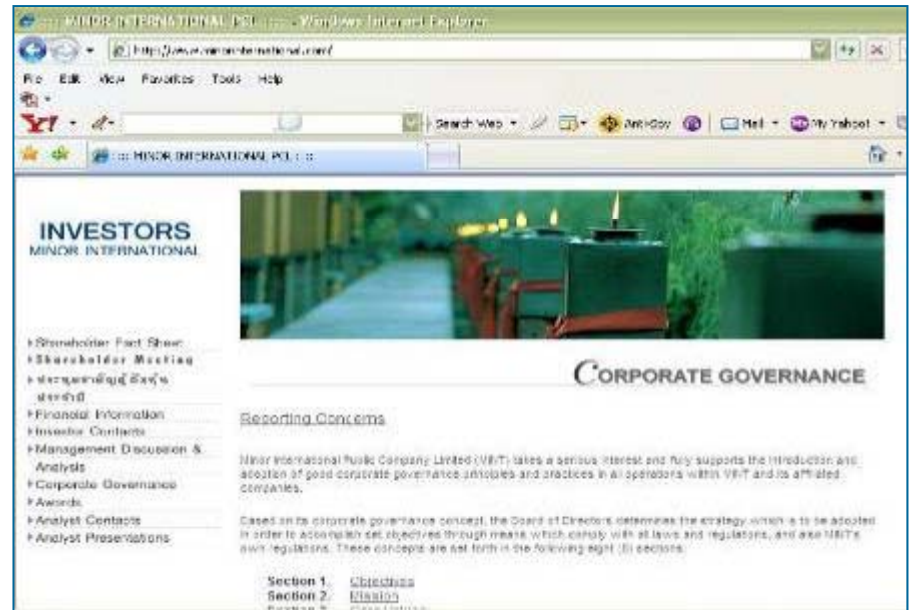 MINOR INTERNATIONAL PCL - Windows Internet Explorer
File Edit View Favorites Tools Help
Y! Search Web Mail My Yahoo!
MINOR INTERNATIONAL PCL
INVESTORS
MINOR INTERNATIONAL
Shareholder Fact Sheet
Shareholder Meeting
Financial Information
Investor Contacts
Management Discussion &
Analysis
Corporate Governance
Awards
Analyst Contacts
Analyst Presentations
CORPORATE GOVERNANCE
Reporting Concerns
Minor International Public Company Limited takes a serious interest and fully supports the introduction and
adoption of good corporate governance principles and practices in all operations within and its affiliated
companies.
Based on its corporate governance concept, the Board of Directors determines the strategy which is to be adopted
in order to accomplish set objectives through means which comply with all laws and regulations, and also
own regulations. These concepts are set forth in the following eight (8) sections.
Section 1. Objectives
Section 2. Mission